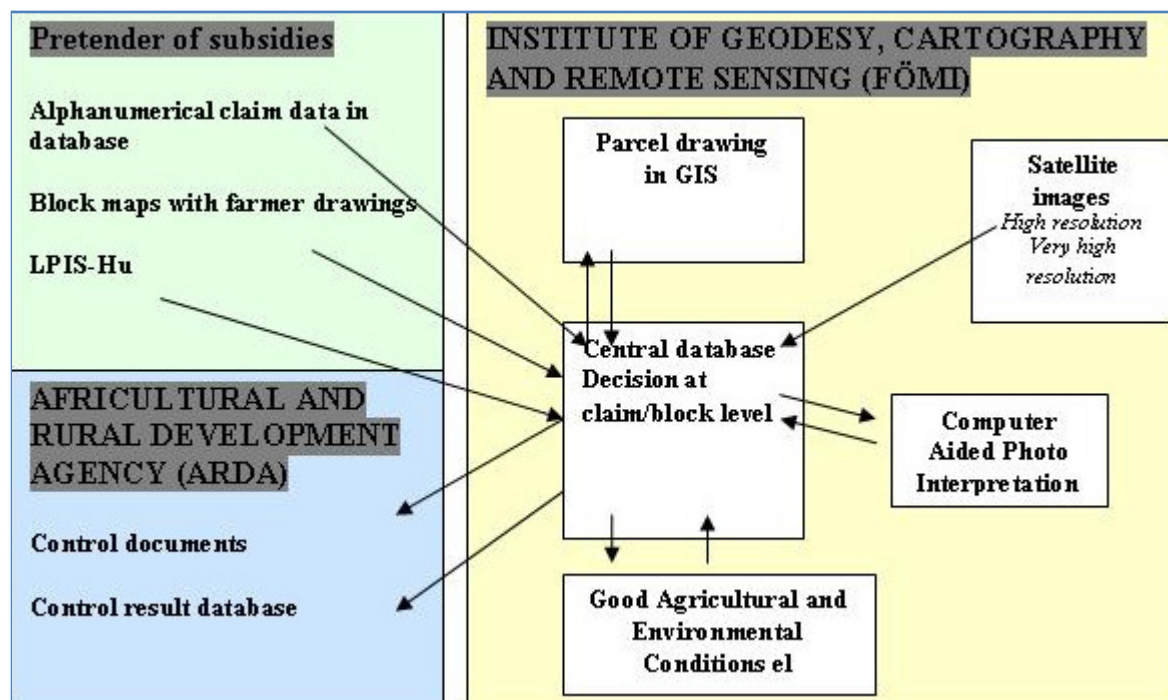 Pretender of subsidies
Alphanumerical claim data in
database
Block maps with farmer drawings
LPIS-Hu
AFRICULTURAL AND
RURAL DEVELOPMENT
AGENCY (ARDA)
Control documents
Control result database
INSTITUTE OF GEODESY, CARTOGRAPHY
AND REMOTE SENSING (FÖMI)
Parcel drawing
in GIS
Satellite
images
High resolution
Very high
resolution
Central database
Decision at
claim/block level
Computer
Aided Photo
Interpretation
Good Agricultural and
Environmental
Conditions el